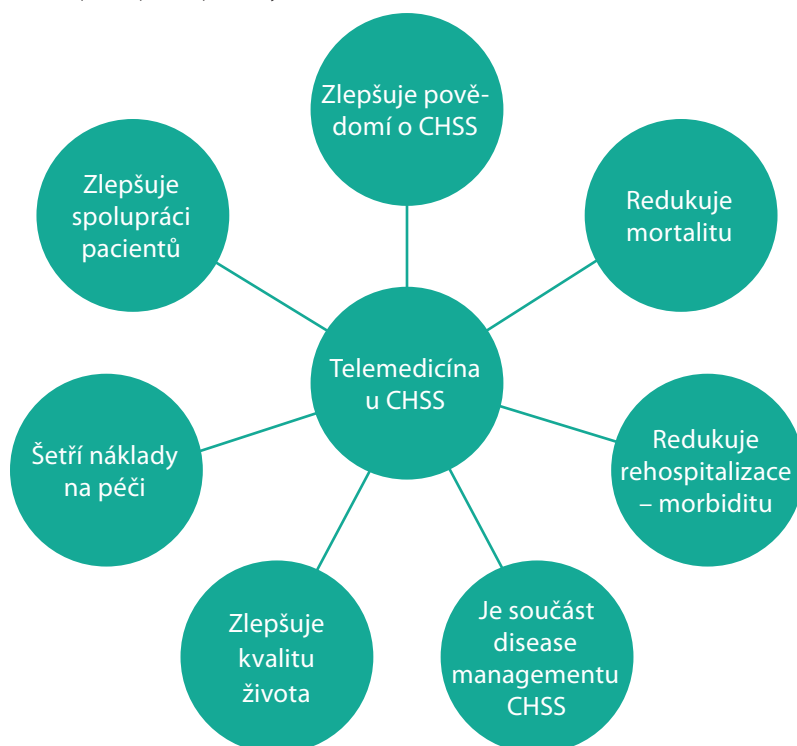 Zlepšuje pově-
domí o CHSS
Zlepšuje
spolupráci
pacientů
Redukuje
mortalitu
Telemedicína
u CHSS
Šetří náklady
na péči
Redukuje
rehospitalizace
– morbiditu
Zlepšuje
kvalitu
života
Je součást
disease
managementu
CHSS